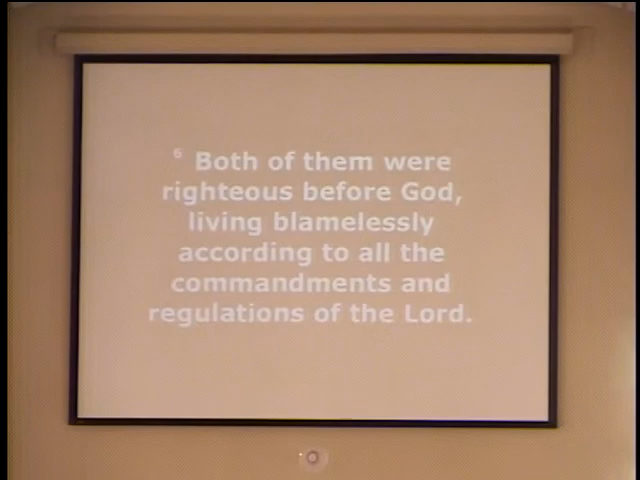 6 Both of them were
righteous before God,
living blamelessly
according to all the
commandments and
regulations of the Lord.